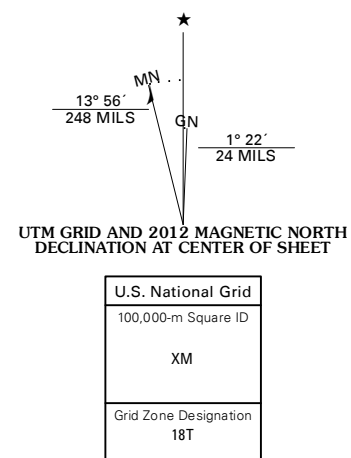 ★
MN
13° 56´
248 MILS
GN
1° 22´
24 MILS
UTM GRID AND 2012 MAGNETIC NORTH
DECLINATION AT CENTER OF SHEET
U.S. National Grid
100,000-m Square ID
XM
Grid Zone Designation
18T